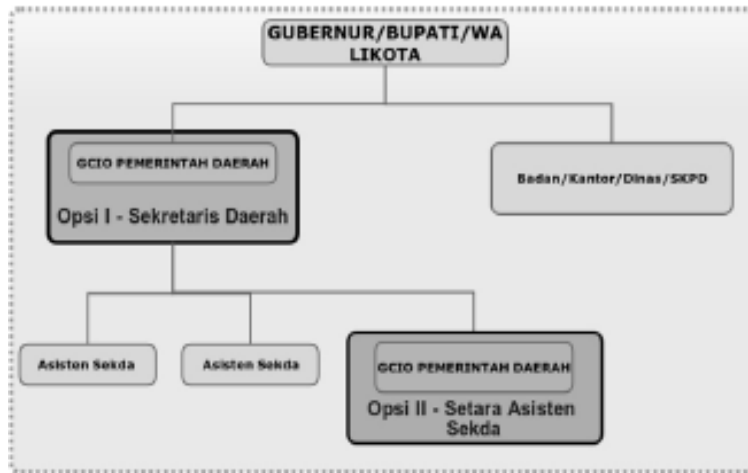 GUBERNUR/BUPATI/WA
LIKOTA
GCIO PEMERINTAH DAERAH
Opsi I - Sekretaris Daerah
Badan/Kantor/Dinas/SKPD
Asisten Sekda
Asisten Sekda
GCIO PEMERINTAH DAERAH
Opsi II - Setara Asisten
Sekda